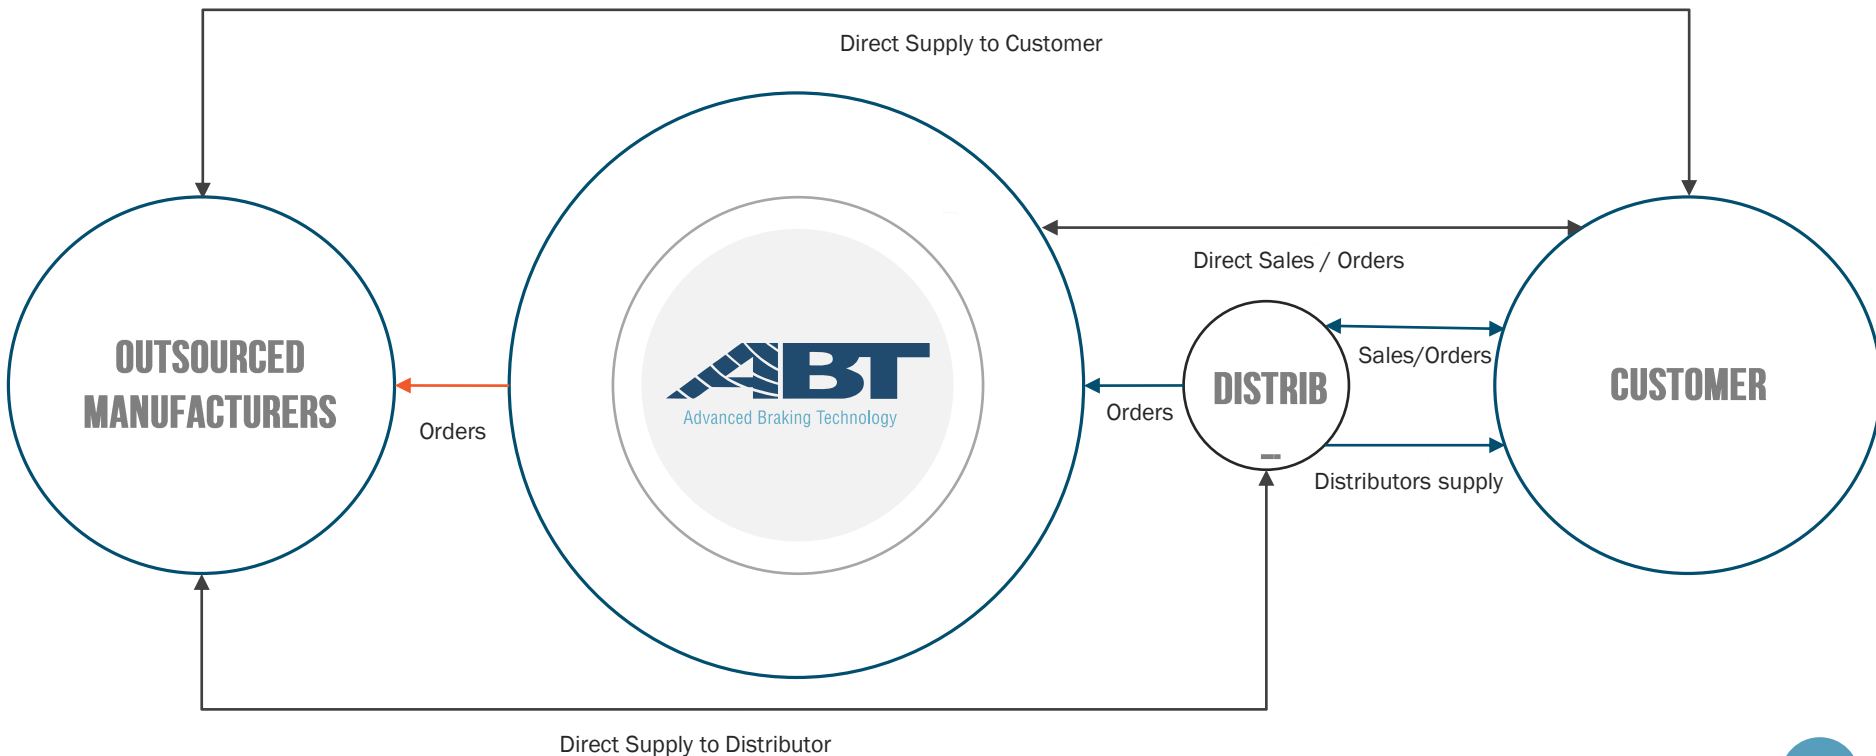 Direct Supply to Customer
Direct Sales / Orders
OUTSOURCED
MANUFACTURERS
Orders
ABT
Advanced Braking Technology
Orders
DISTRIB
Sales/Orders
Distributors supply
CUSTOMER
Direct Supply to Distributor